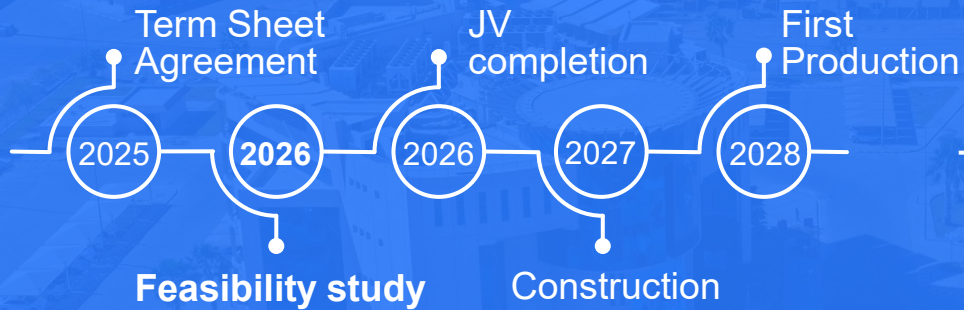 Term Sheet
Agreement
JV
completion
First
Production
2025
2026
2026
2027
2028
Feasibility study
Construction